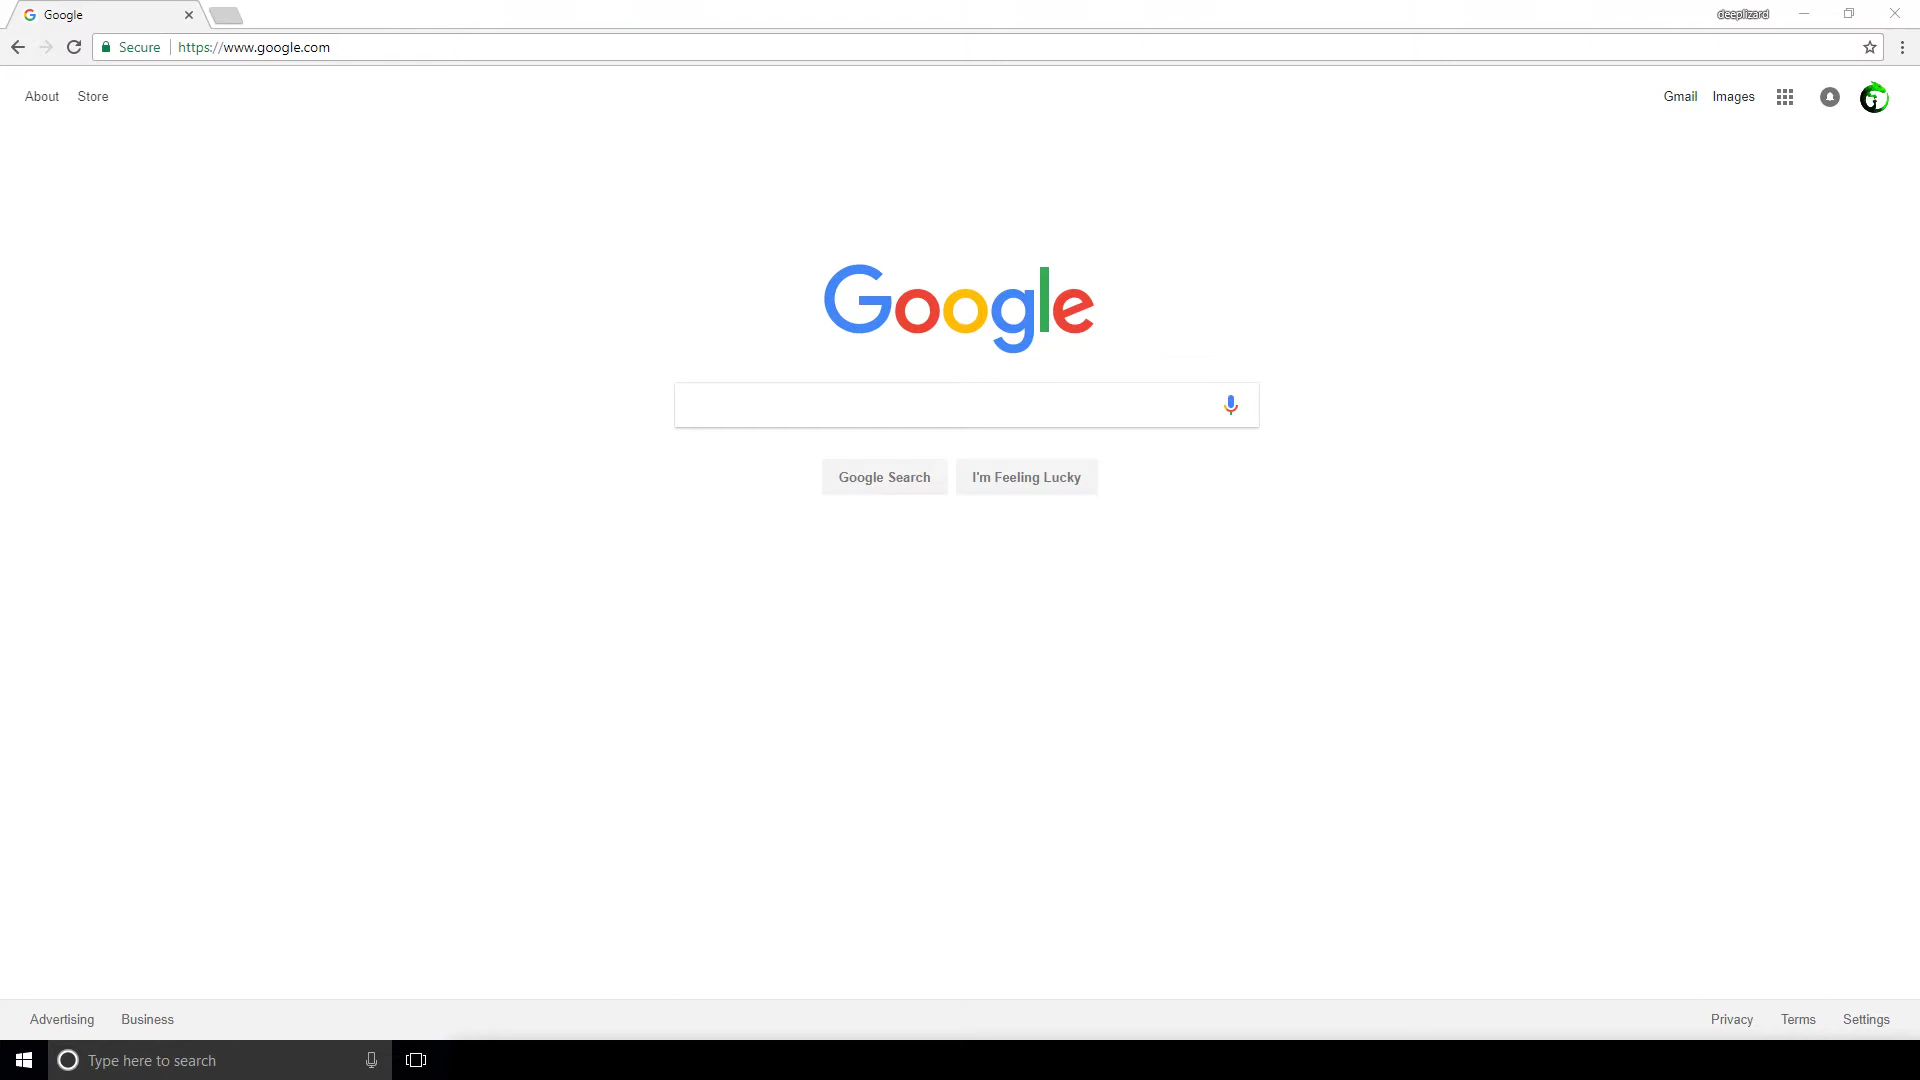 Google
deeplizard
Secure
https://www.google.com
About Store
Gmail Images
Google
Google Search
I'm Feeling Lucky
Advertising Business
Privacy Terms Settings
Type here to search